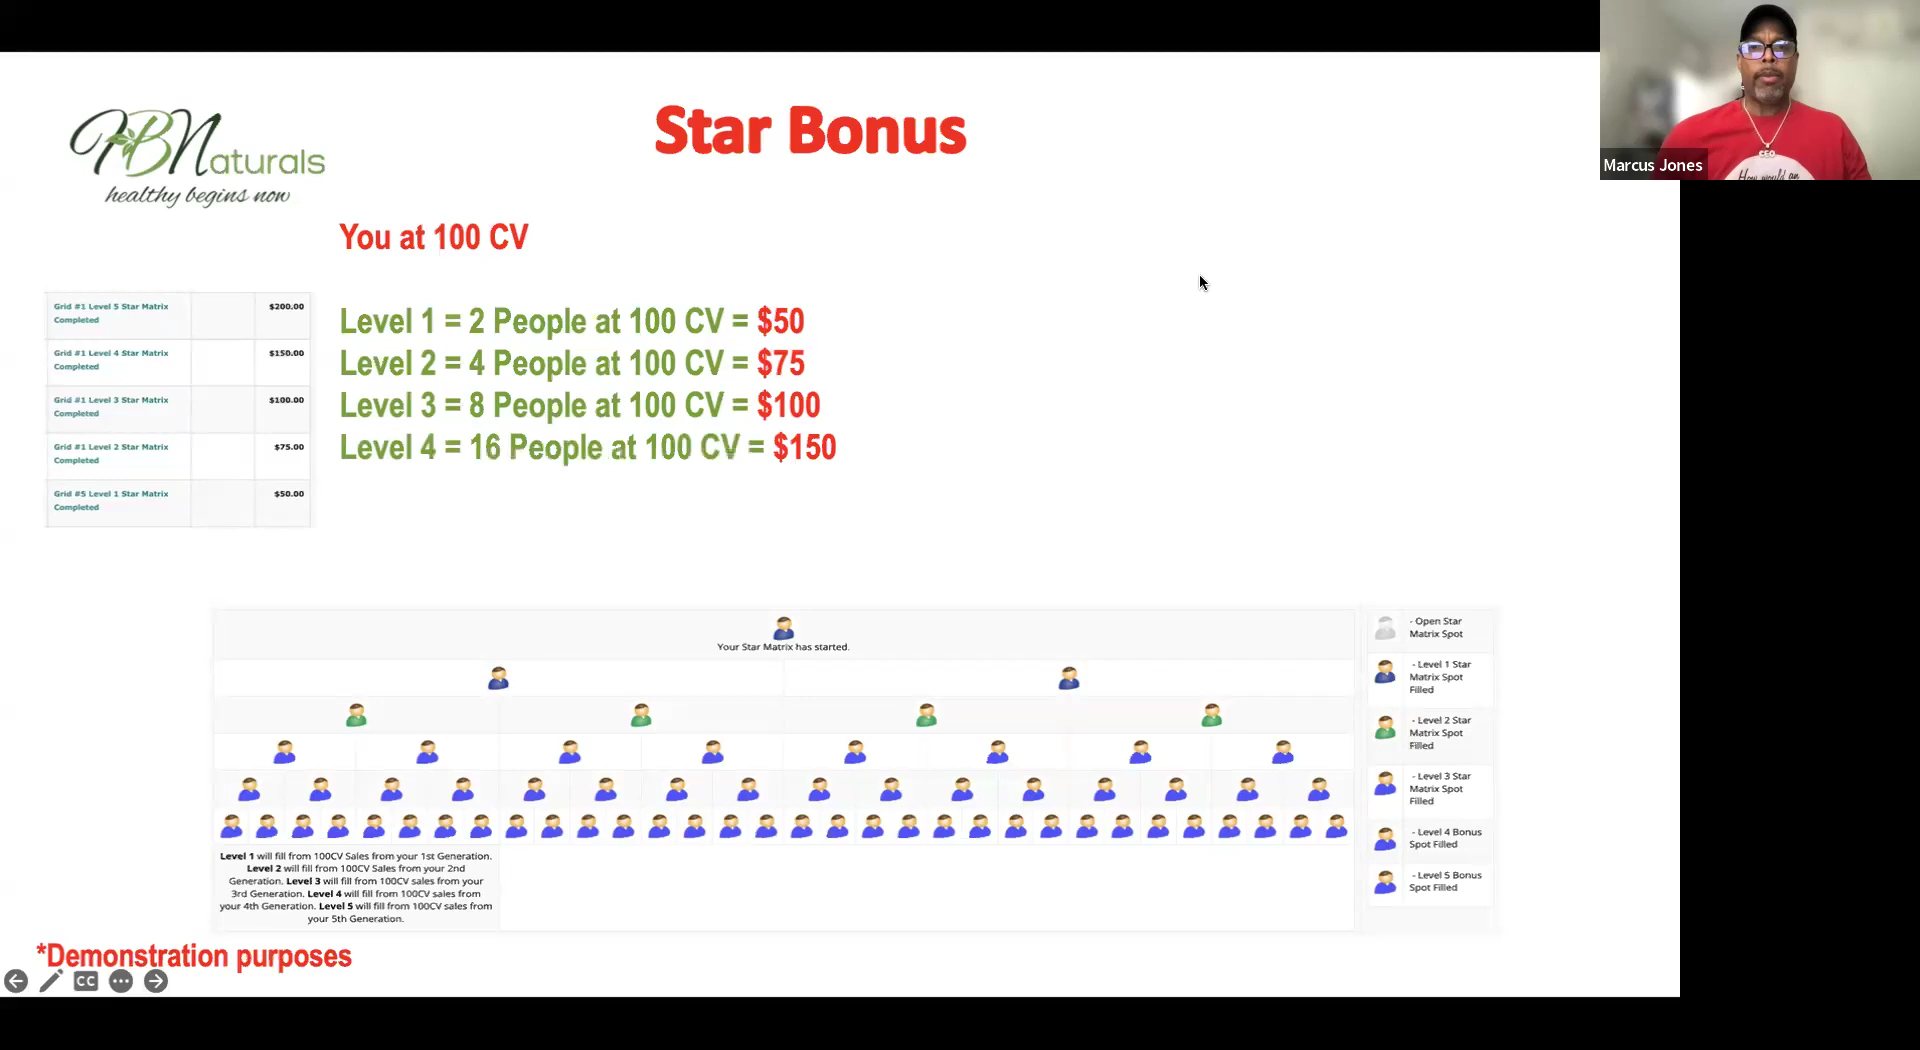 HBNaturals
healthy begins now
Star Bonus
Marcus Jones
CEO
How would an
You at 100 CV
Grid #1 Level 5 Star Matrix
Completed
$200.00
Grid #1 Level 4 Star Matrix
Completed
$150.00
Grid #1 Level 3 Star Matrix
Completed
$100.00
Grid #1 Level 2 Star Matrix
Completed
$75.00
Grid #5 Level 1 Star Matrix
Completed
$50.00
Level 1 = 2 People at 100 CV = $50
Level 2 = 4 People at 100 CV = $75
Level 3 = 8 People at 100 CV = $100
Level 4 = 16 People at 100 CV = $150
Your Star Matrix has started.
- Open Star
Matrix Spot
- Level 1 Star
Matrix Spot
Filled
- Level 2 Star
Matrix Spot
Filled
- Level 3 Star
Matrix Spot
Filled
- Level 4 Bonus
Spot Filled
- Level 5 Bonus
Spot Filled
Level 1 will fill from 100CV Sales from your 1st Generation.
Level 2 will fill from 100CV Sales from your 2nd
Generation. Level 3 will fill from 100CV sales from your
3rd Generation. Level 4 will fill from 100CV sales from
your 4th Generation. Level 5 will fill from 100CV sales from
your 5th Generation.
*Demonstration purposes
CC